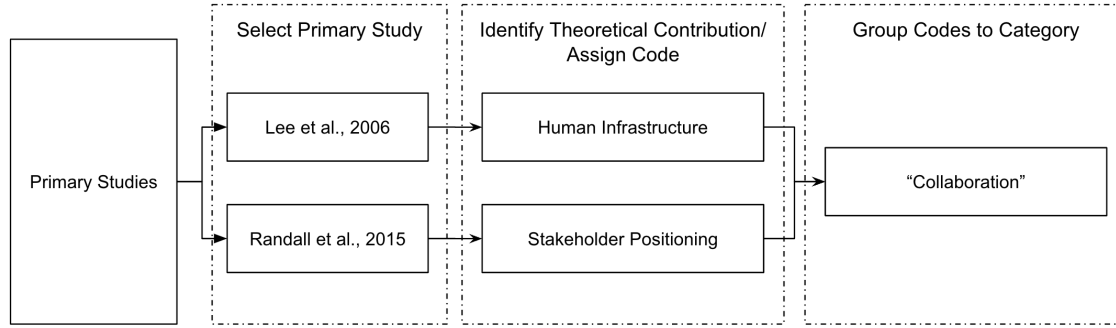 Select Primary Study
Identify Theoretical Contribution/
Assign Code
Group Codes to Category
Primary Studies
Lee et al., 2006
Human Infrastructure
“Collaboration”
Randall et al., 2015
Stakeholder Positioning